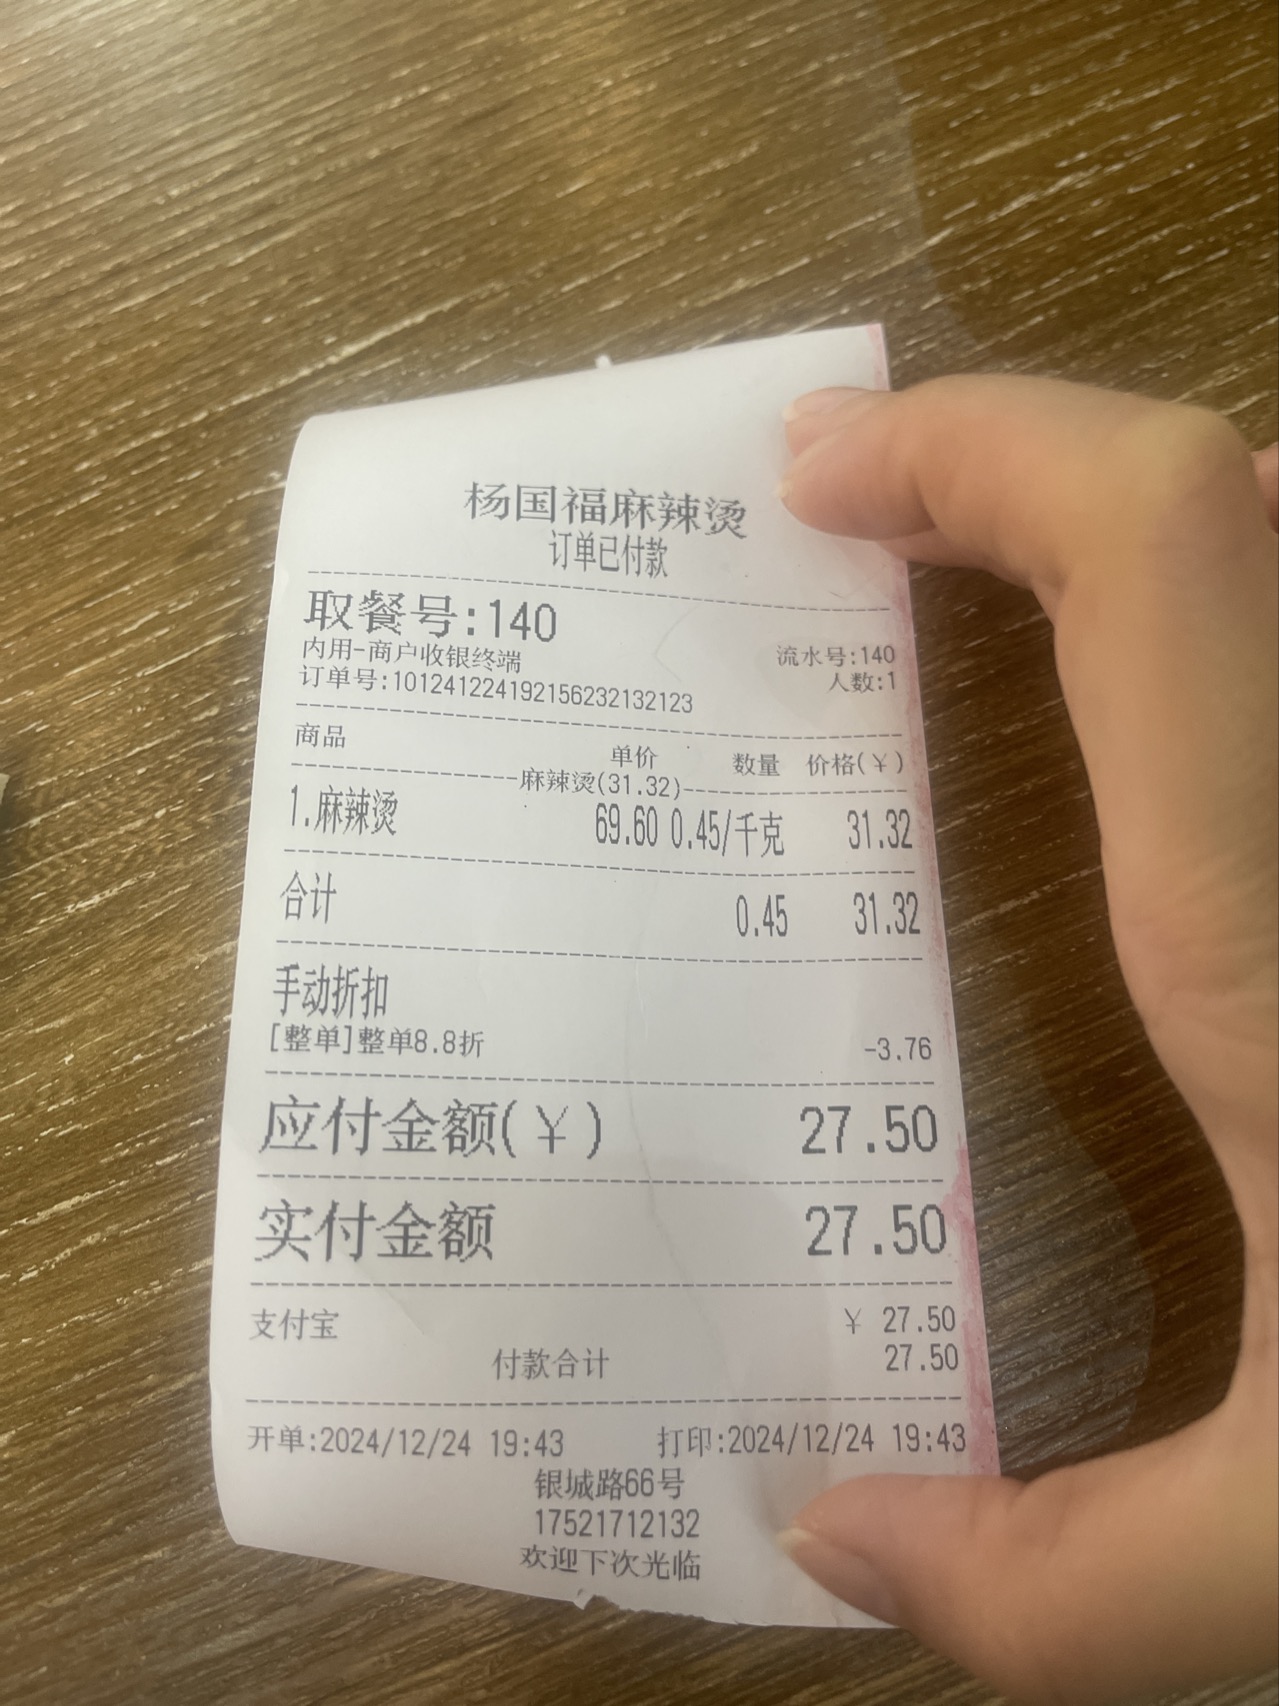 杨国福麻辣烫
订单已付款
取餐号:140
内用-商户收银终端 流水号:140
订单号:101241224192156232132123 人数:1
商品 单价 数量 价格(¥)
麻辣烫(31.32)
1.麻辣烫 69.60 0.45/千克 31.32
合计 0.45 31.32
手动折扣
[整单]整单8.8折 -3.76
应付金额(¥) 27.50
实付金额 27.50
支付宝 ¥ 27.50
付款合计 27.50
开单:2024/12/24 19:43 打印:2024/12/24 19:43
银城路66号
17521712132
欢迎下次光临